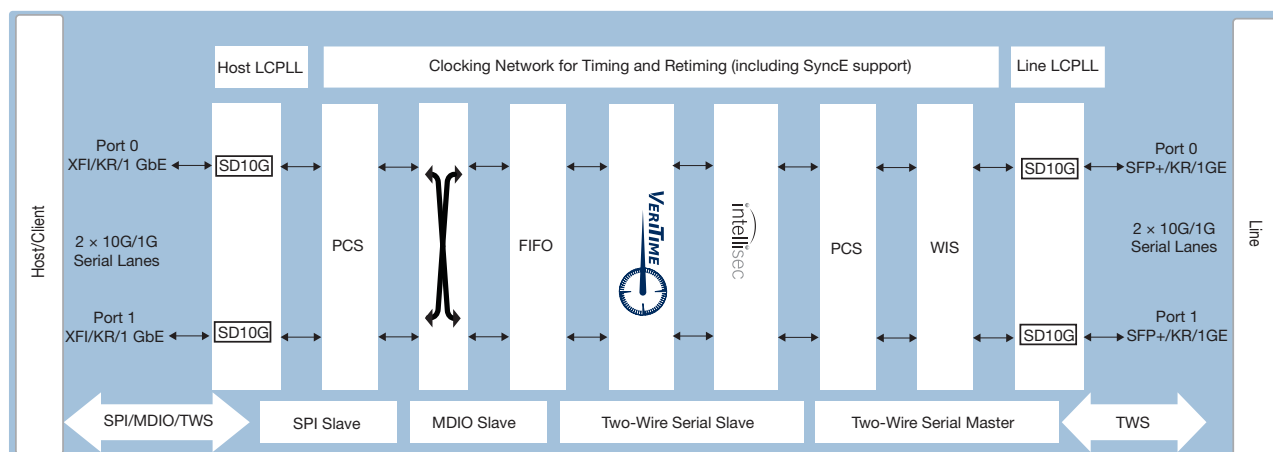 Host/Client
Host LCPLL
Clocking Network for Timing and Retiming (including SyncE support)
Line LCPLL
Port 0
XFI/KR/1 GbE
SD10G
SD10G
Port 0
SFP+/KR/1GE
2 × 10G/1G
Serial Lanes
PCS
FIFO
VERITIME
intellisec
PCS
WIS
2 × 10G/1G
Serial Lanes
Line
Port 1
XFI/KR/1 GbE
SD10G
SD10G
Port 1
SFP+/KR/1GE
SPI/MDIO/TWS
SPI Slave
MDIO Slave
Two-Wire Serial Slave
Two-Wire Serial Master
TWS